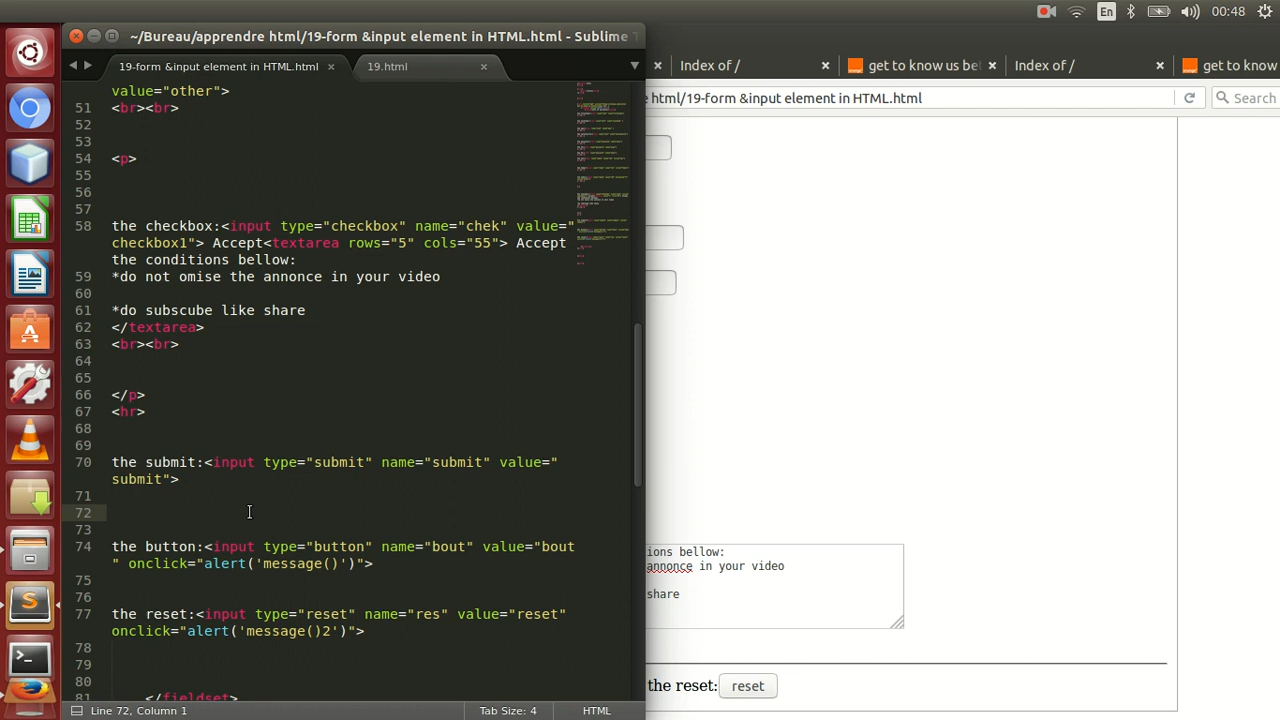 En
00:48
~/Bureau/apprendre html/19-form &input element in HTML.html - Sublime T
19-form &input element in HTML.html
19.html
Index of /
get to know us be
Index of /
get to know
html/19-form &input element in HTML.html
Search
value="other">
51 <br><br>
52
53
54 <p>
55
56
57
58 the checkbox:<input type="checkbox" name="chek" value="
checkbox1"> Accept<textarea rows="5" cols="55"> Accept
the conditions bellow:
59 *do not omise the annonce in your video
60
61 *do subscube like share
62 </textarea>
63 <br><br>
64
65
66 </p>
67 <hr>
68
69
70 the submit:<input type="submit" name="submit" value="
submit">
71
72
73
74 the button:<input type="button" name="bout" value="bout
" onclick="alert('message()')">
75
76
77 the reset:<input type="reset" name="res" value="reset"
onclick="alert('message()2')">
78
79
80
81 </fieldset>
Line 72, Column 1
Tab Size: 4
HTML
ions bellow:
annonce in your video
share
the reset:
reset